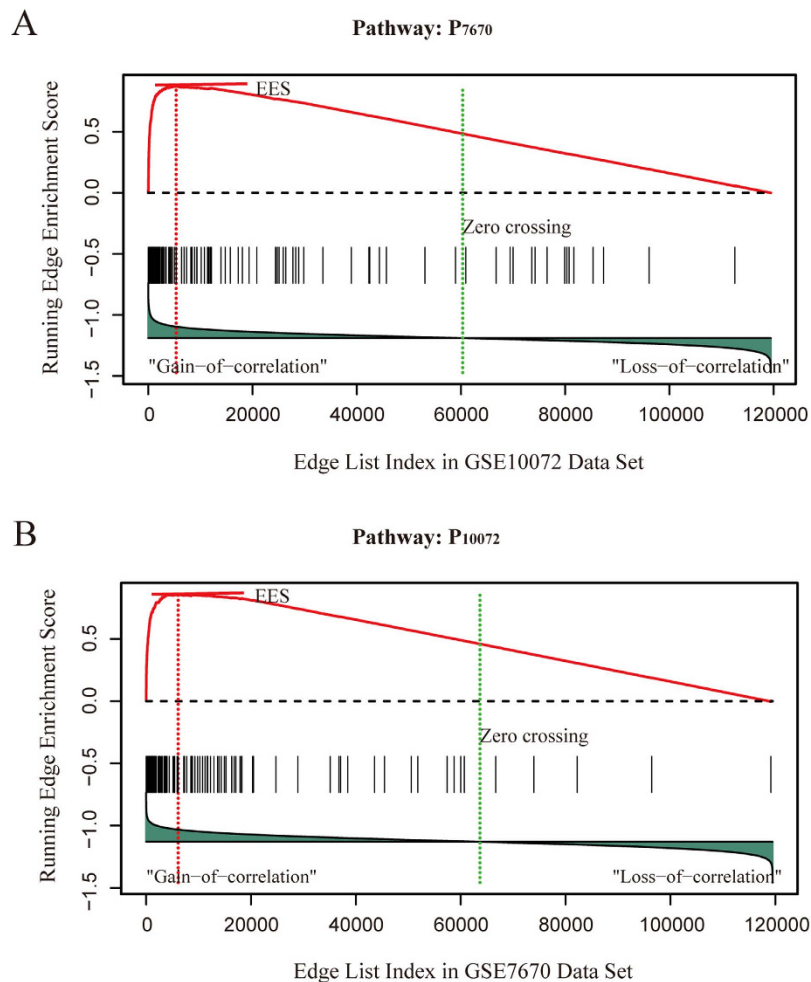 A
Pathway: P7670
Running Edge Enrichment Score
0.5
0.0
−0.5
−1.0
−1.5
EES
Zero crossing
"Gain−of−correlation"
"Loss−of−correlation"
0 20000 40000 60000 80000 100000 120000
Edge List Index in GSE10072 Data Set
B
Pathway: P10072
Running Edge Enrichment Score
0.5
0.0
−0.5
−1.0
−1.5
EES
Zero crossing
"Gain−of−correlation"
"Loss−of−correlation"
0 20000 40000 60000 80000 100000 120000
Edge List Index in GSE7670 Data Set